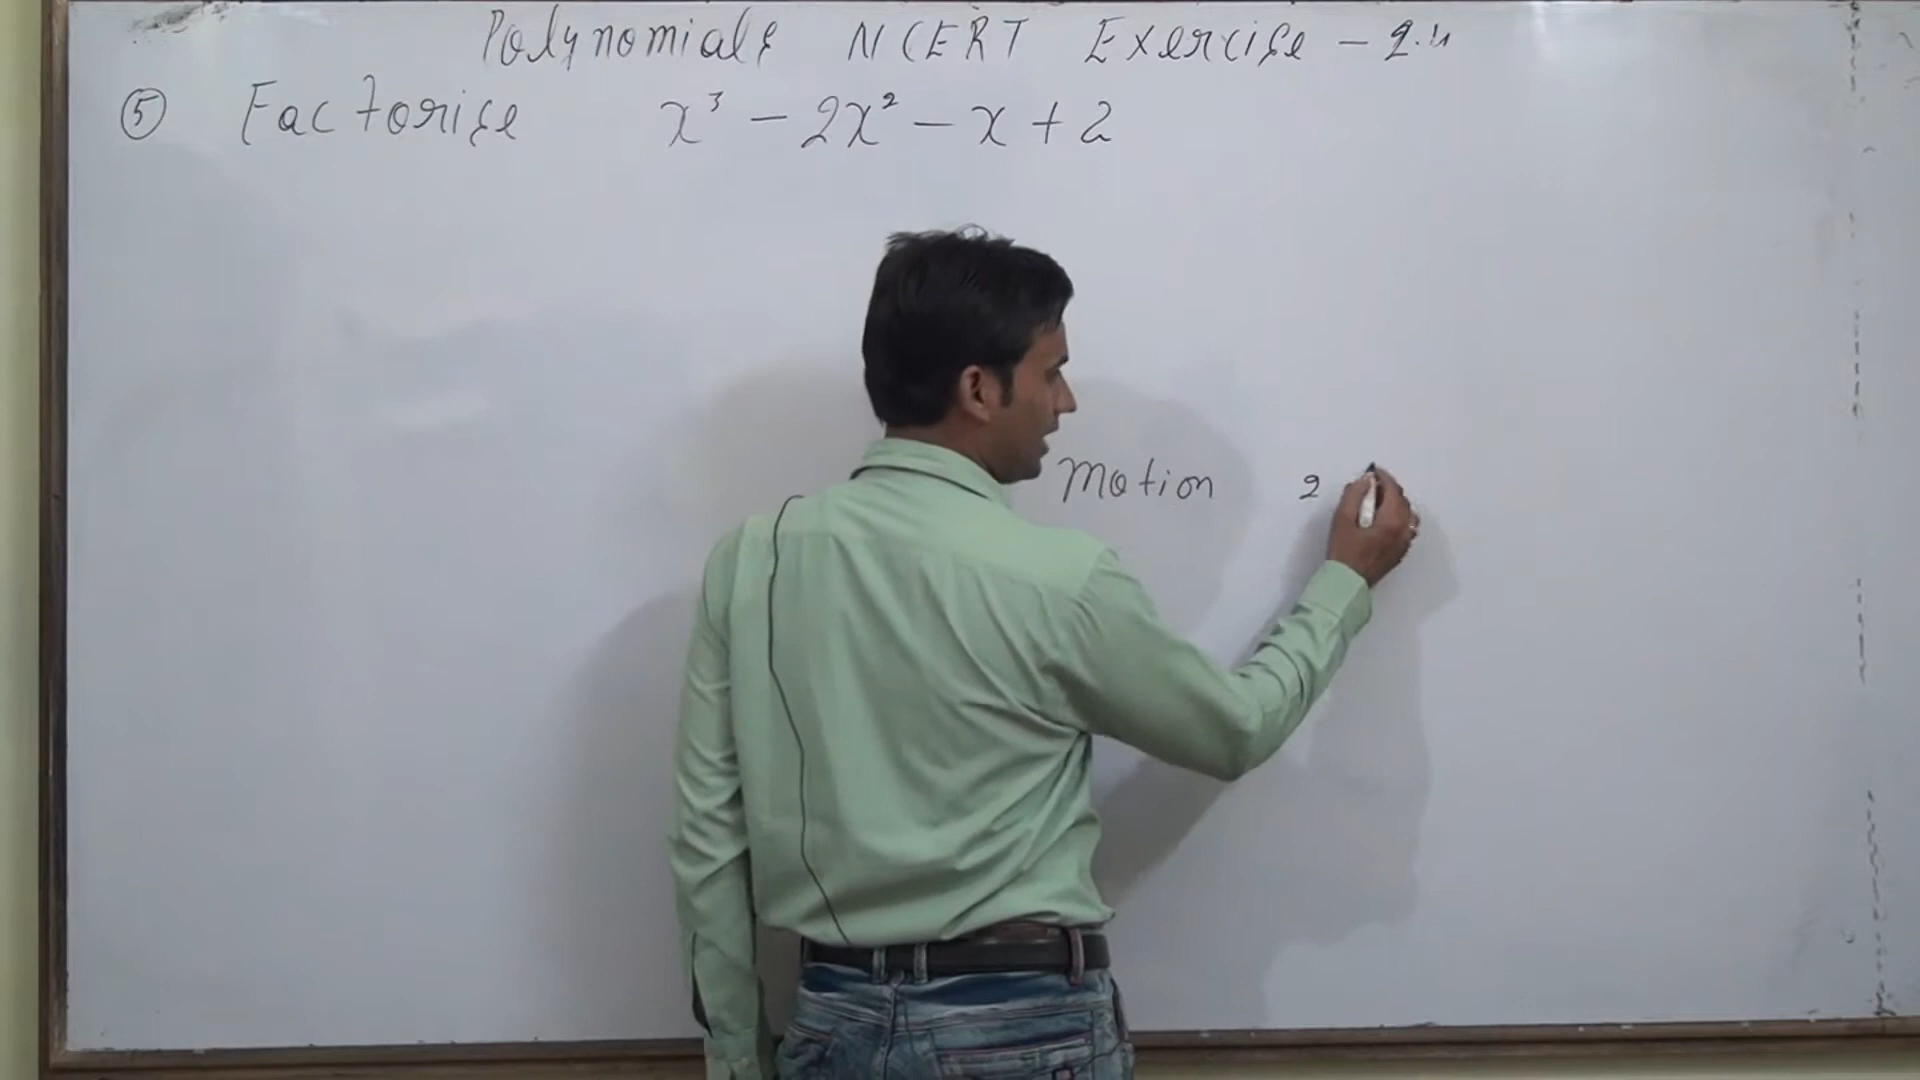 Polynomials NCERT Exercise - 2.4
⑤ Factorise x³ - 2x² - x + 2
Motion 2